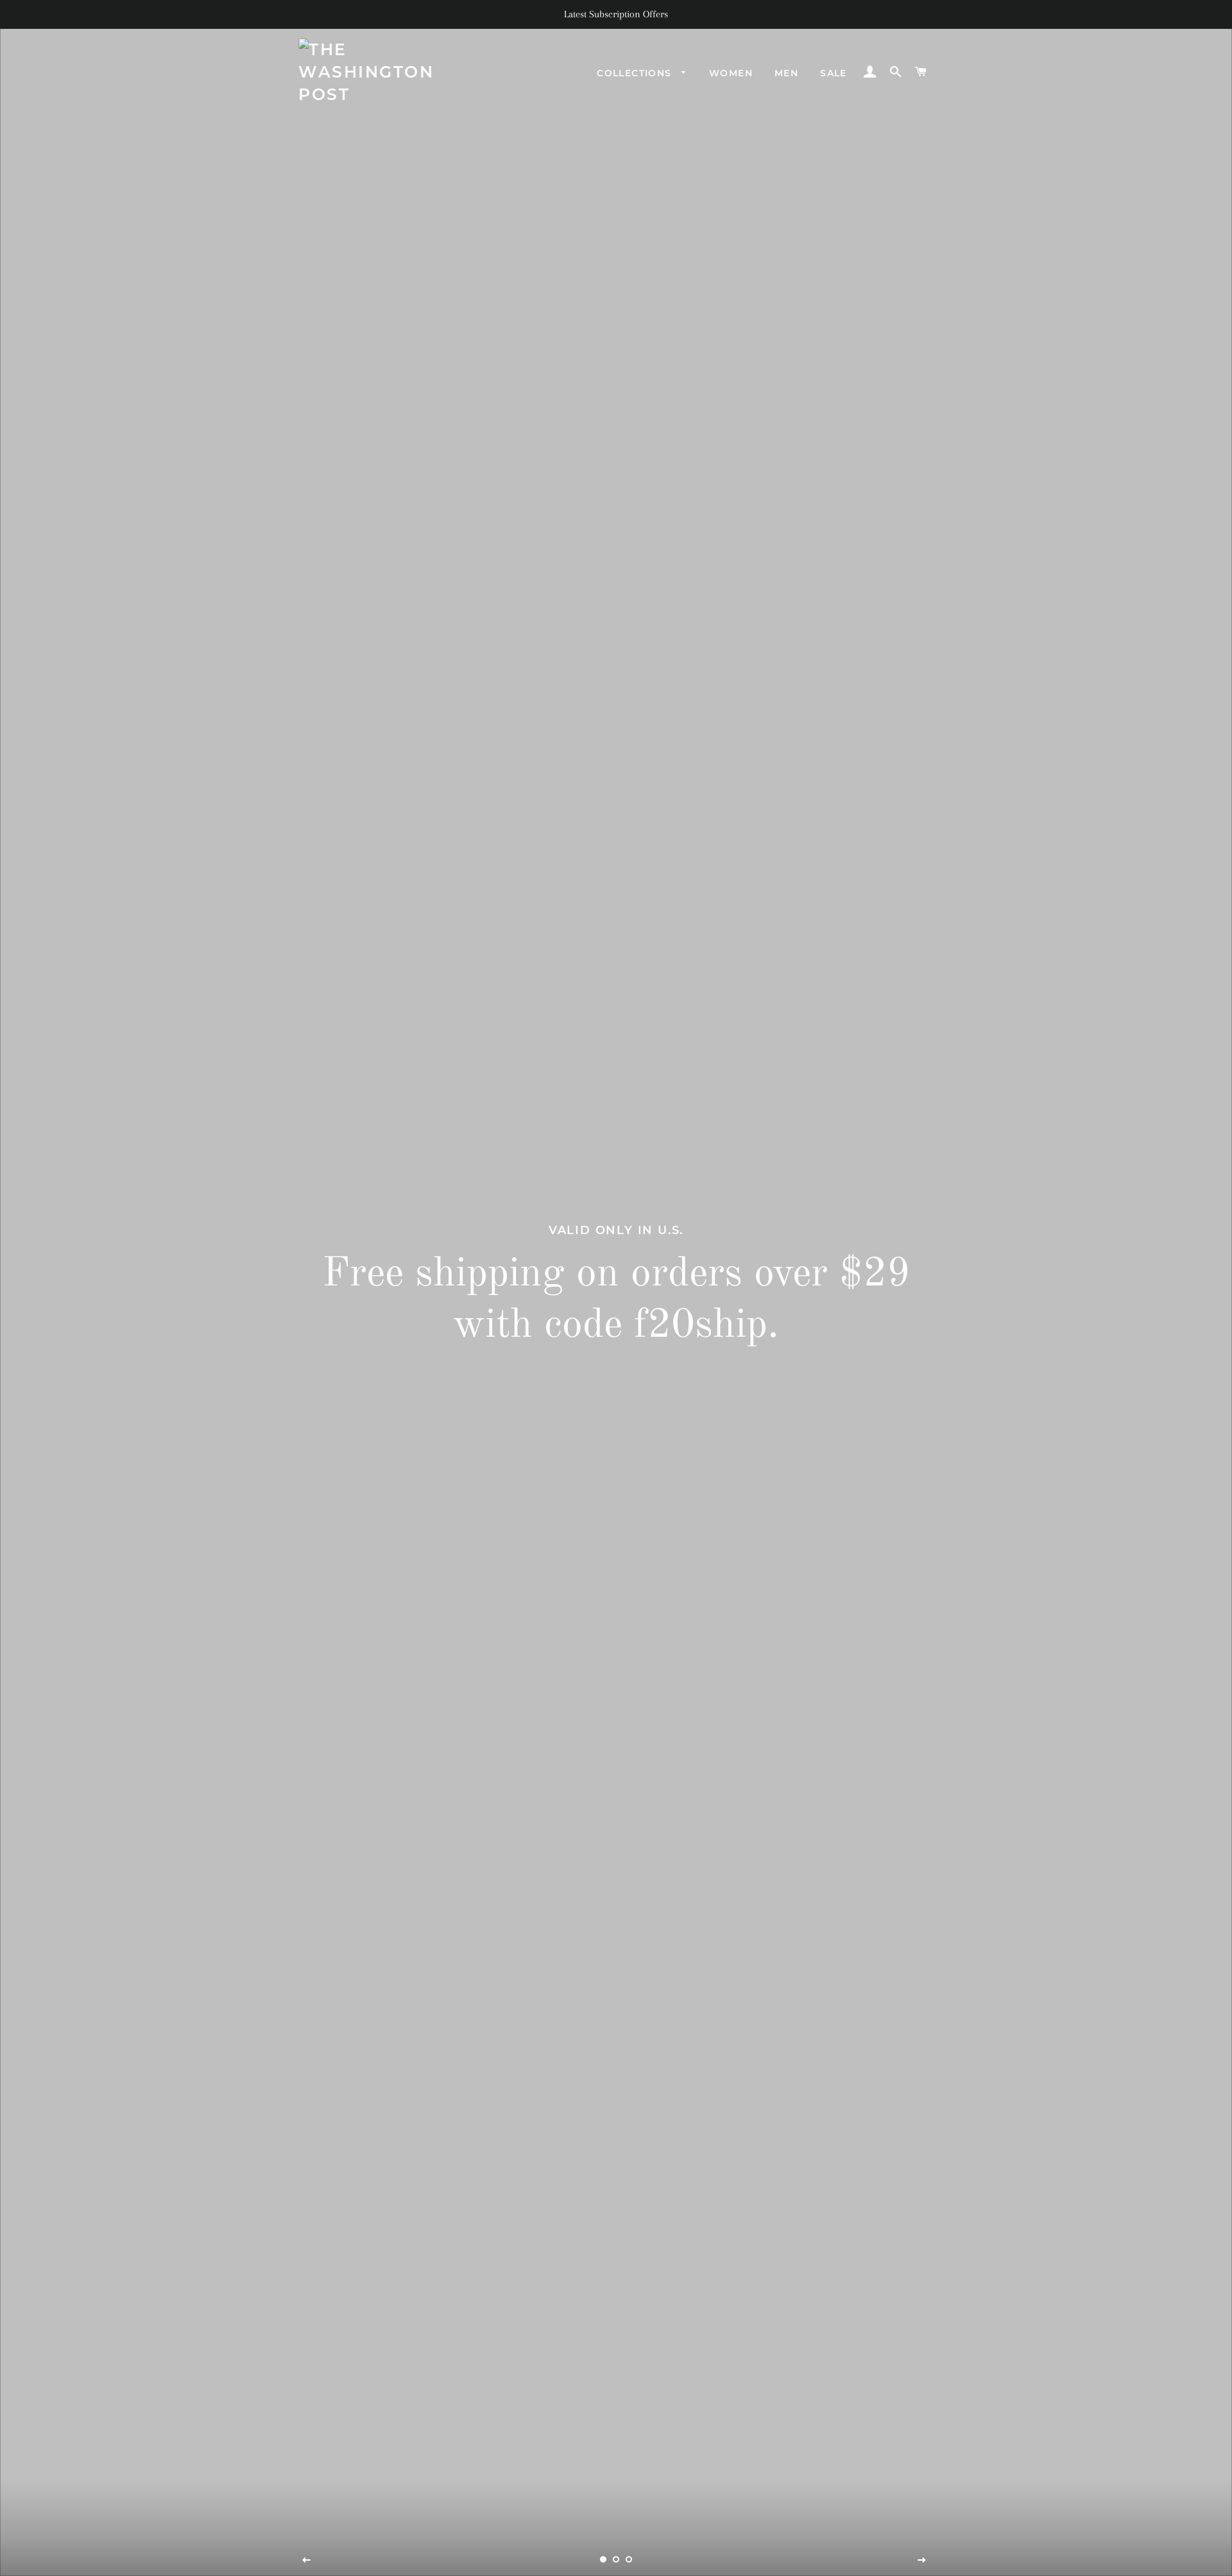 Latest Subscription Offers
THE
WASHINGTON
POST
COLLECTIONS WOMEN MEN SALE
VALID ONLY IN U.S.
Free shipping on orders over $29
with code f20ship.